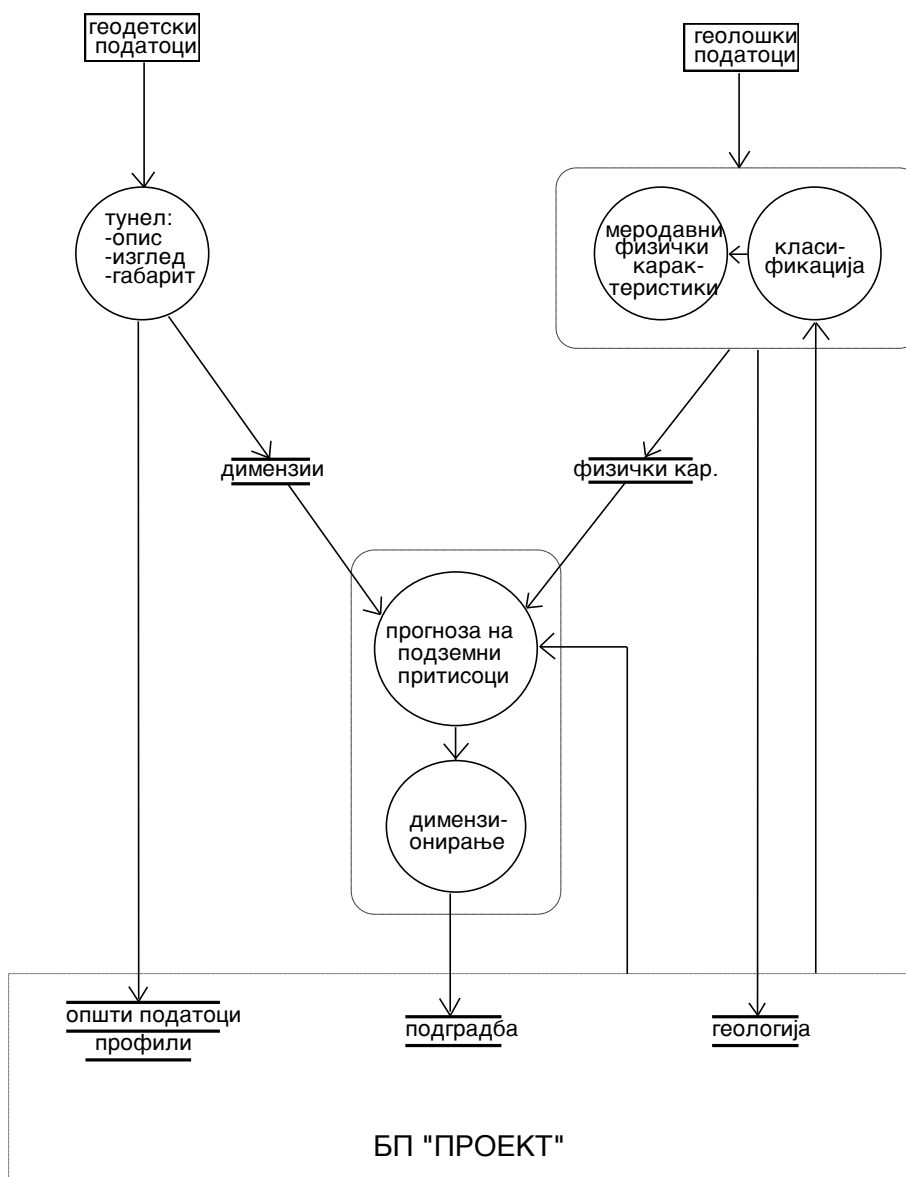 геодетски
податоци
геолошки
податоци
тунел:
-опис
-изглед
-габарит
меродавни
физички
карак-
теристики
класи-
фикација
димензии
физички кар.
прогноза на
подземни
притисоци
димензи-
онирање
општи податоци
профили
подградба
геологија
БП "ПРОЕКТ"